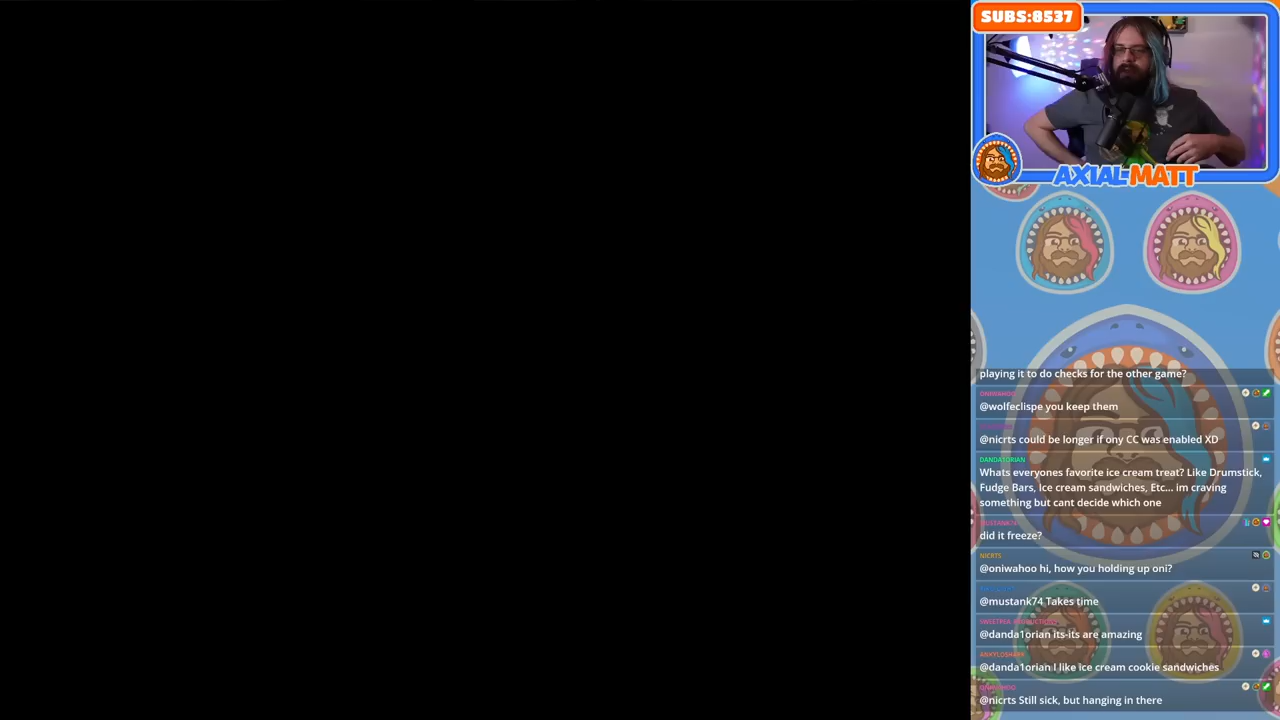 SUBS:8537
AXIAL MATT
playing it to do checks for the other game?
ONIWAHOO
@wolfeclispe you keep them
@nicrts could be longer if ony CC was enabled XD
DANDA1ORIAN
Whats everyones favorite ice cream treat? Like Drumstick,
Fudge Bars, Ice cream sandwiches, Etc... im craving
something but cant decide which one
MUSTANK74
did it freeze?
NICRTS
@oniwahoo hi, how you holding up oni?
@mustank74 Takes time
@danda1orian its-its are amazing
@danda1orian I like ice cream cookie sandwiches
ONIWAHOO
@nicrts Still sick, but hanging in there